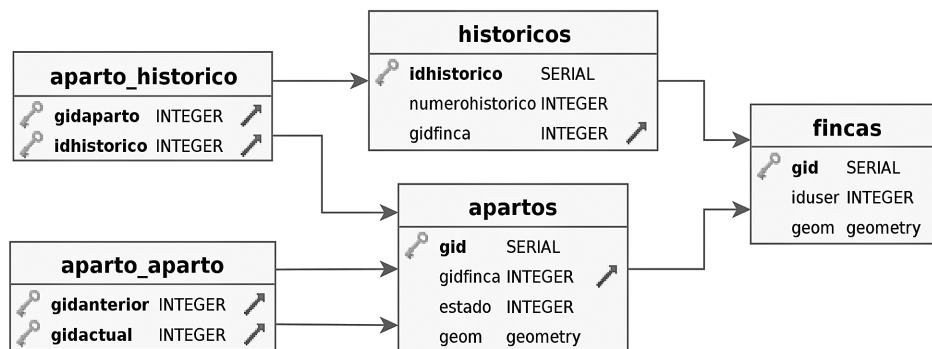 historicos
idhistorico SERIAL
numerohistorico INTEGER
gidfinca INTEGER
aparto_historico
gidaparto INTEGER
idhistorico INTEGER
fincas
gid SERIAL
iduser INTEGER
geom geometry
apartos
gid SERIAL
gidfinca INTEGER
estado INTEGER
geom geometry
aparto_aparto
gidanterior INTEGER
gidactual INTEGER